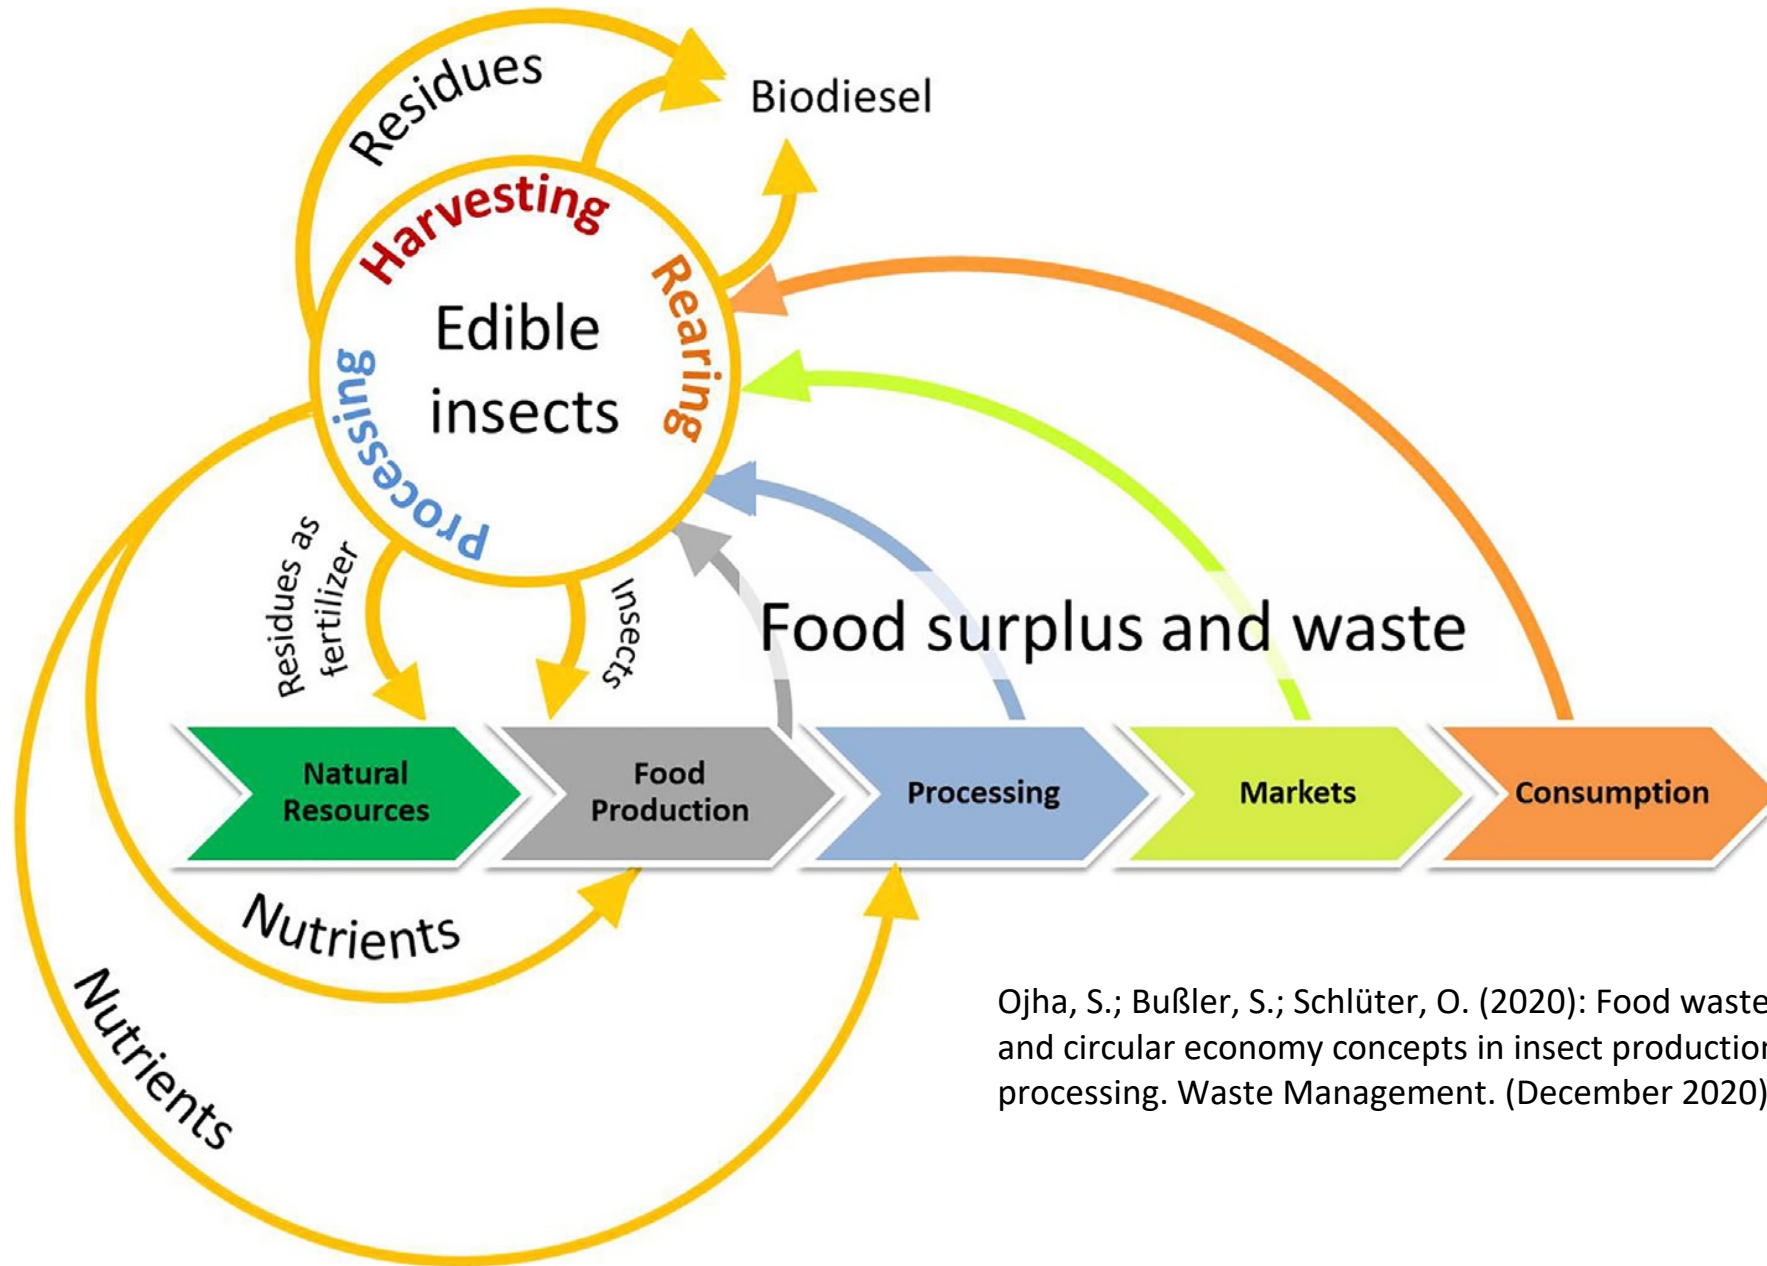 Residues
Biodiesel
Harvesting
Rearing
Edible
insects
Processing
Residues as
fertilizer
Insects
Food surplus and waste
Natural
Resources
Food
Production
Processing
Markets
Consumption
Nutrients
Nutrients
Ojha, S.; Bußler, S.; Schlüter, O. (2020): Food waste
and circular economy concepts in insect production
processing. Waste Management. (December 2020)